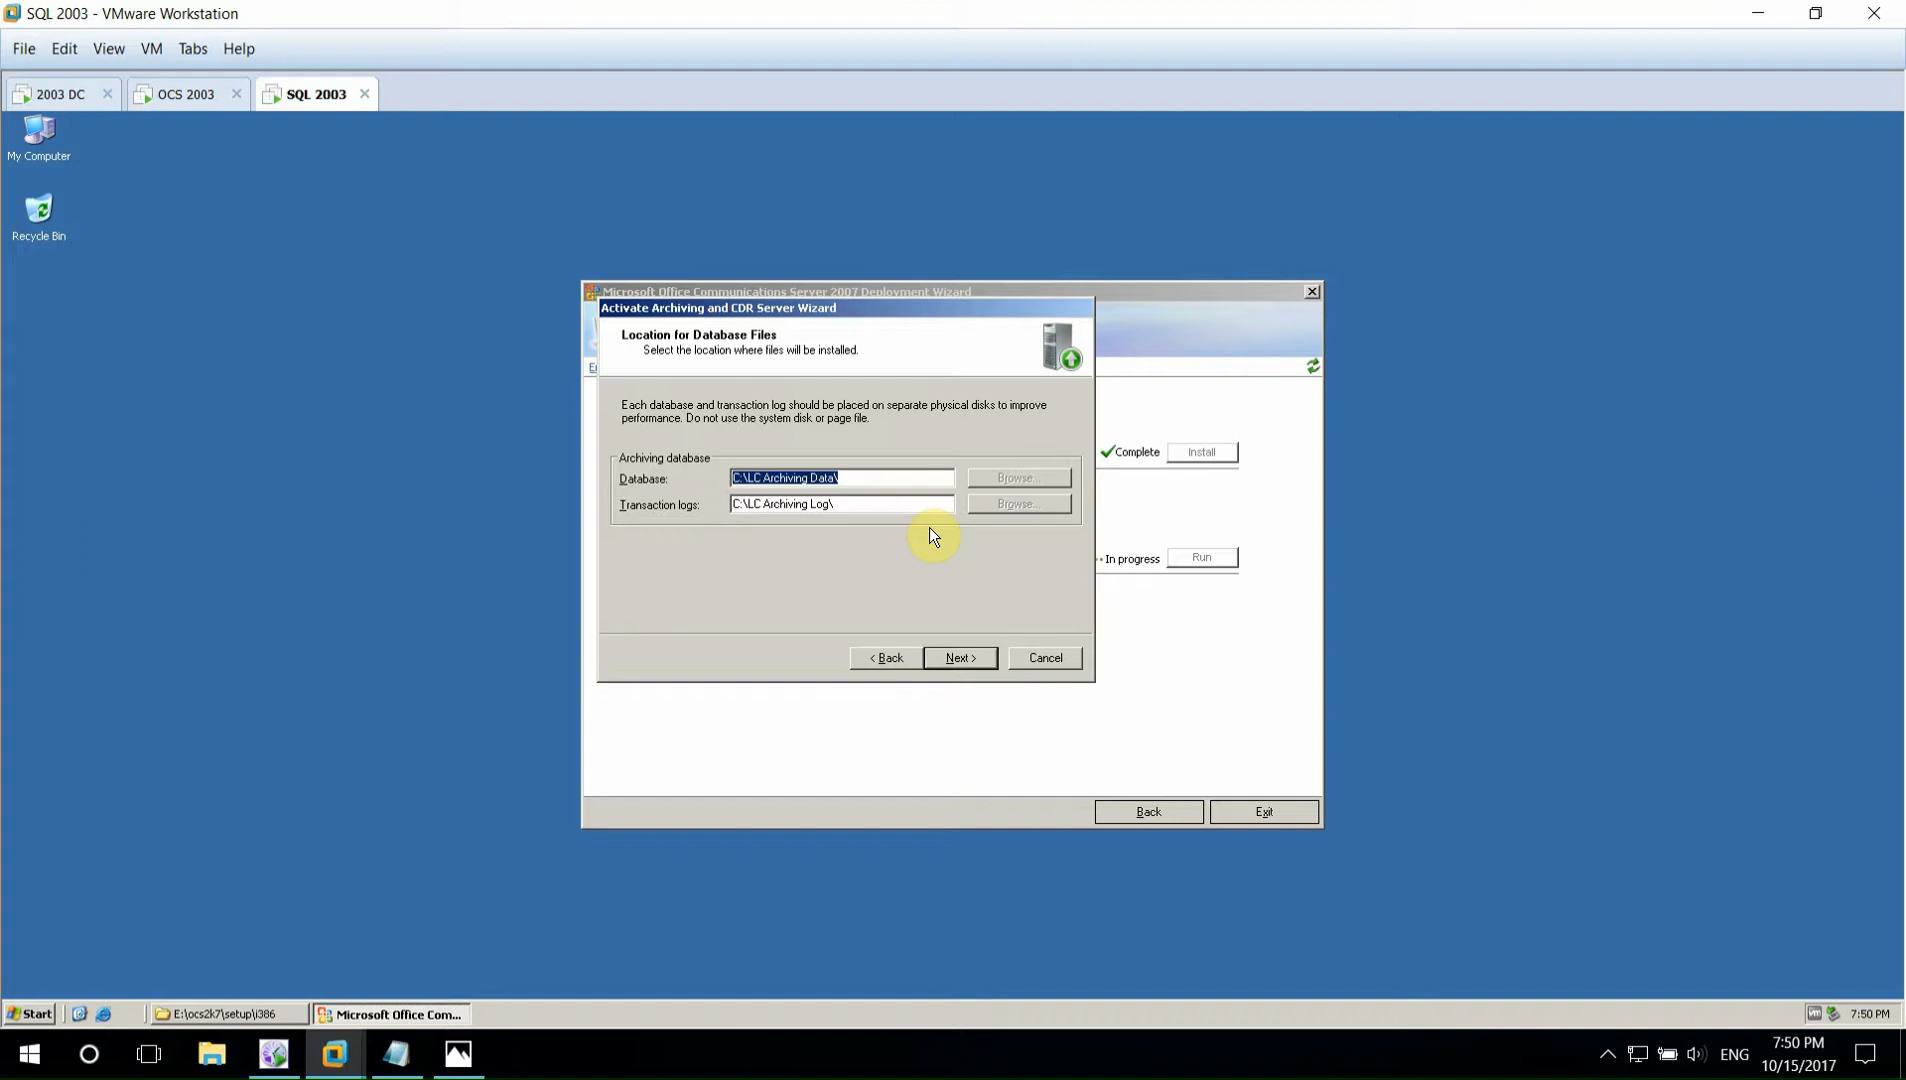 SQL 2003 - VMware Workstation
File Edit View VM Tabs Help
2003 DC OCS 2003 SQL 2003
My Computer
Recycle Bin
Microsoft Office Communications Server 2007 Deployment Wizard
Activate Archiving and CDR Server Wizard
Location for Database Files
Select the location where files will be installed.
Each database and transaction log should be placed on separate physical disks to improve
performance. Do not use the system disk or page file.
Archiving database
Database: C:\LC Archiving Data\ Browse...
Transaction logs: C:\LC Archiving Log\ Browse...
Complete Install
In progress Run
< Back Next > Cancel
Back Exit
Start E:\ocs2k7\setup\i386 Microsoft Office Com... 7:50 PM
ENG 7:50 PM
10/15/2017